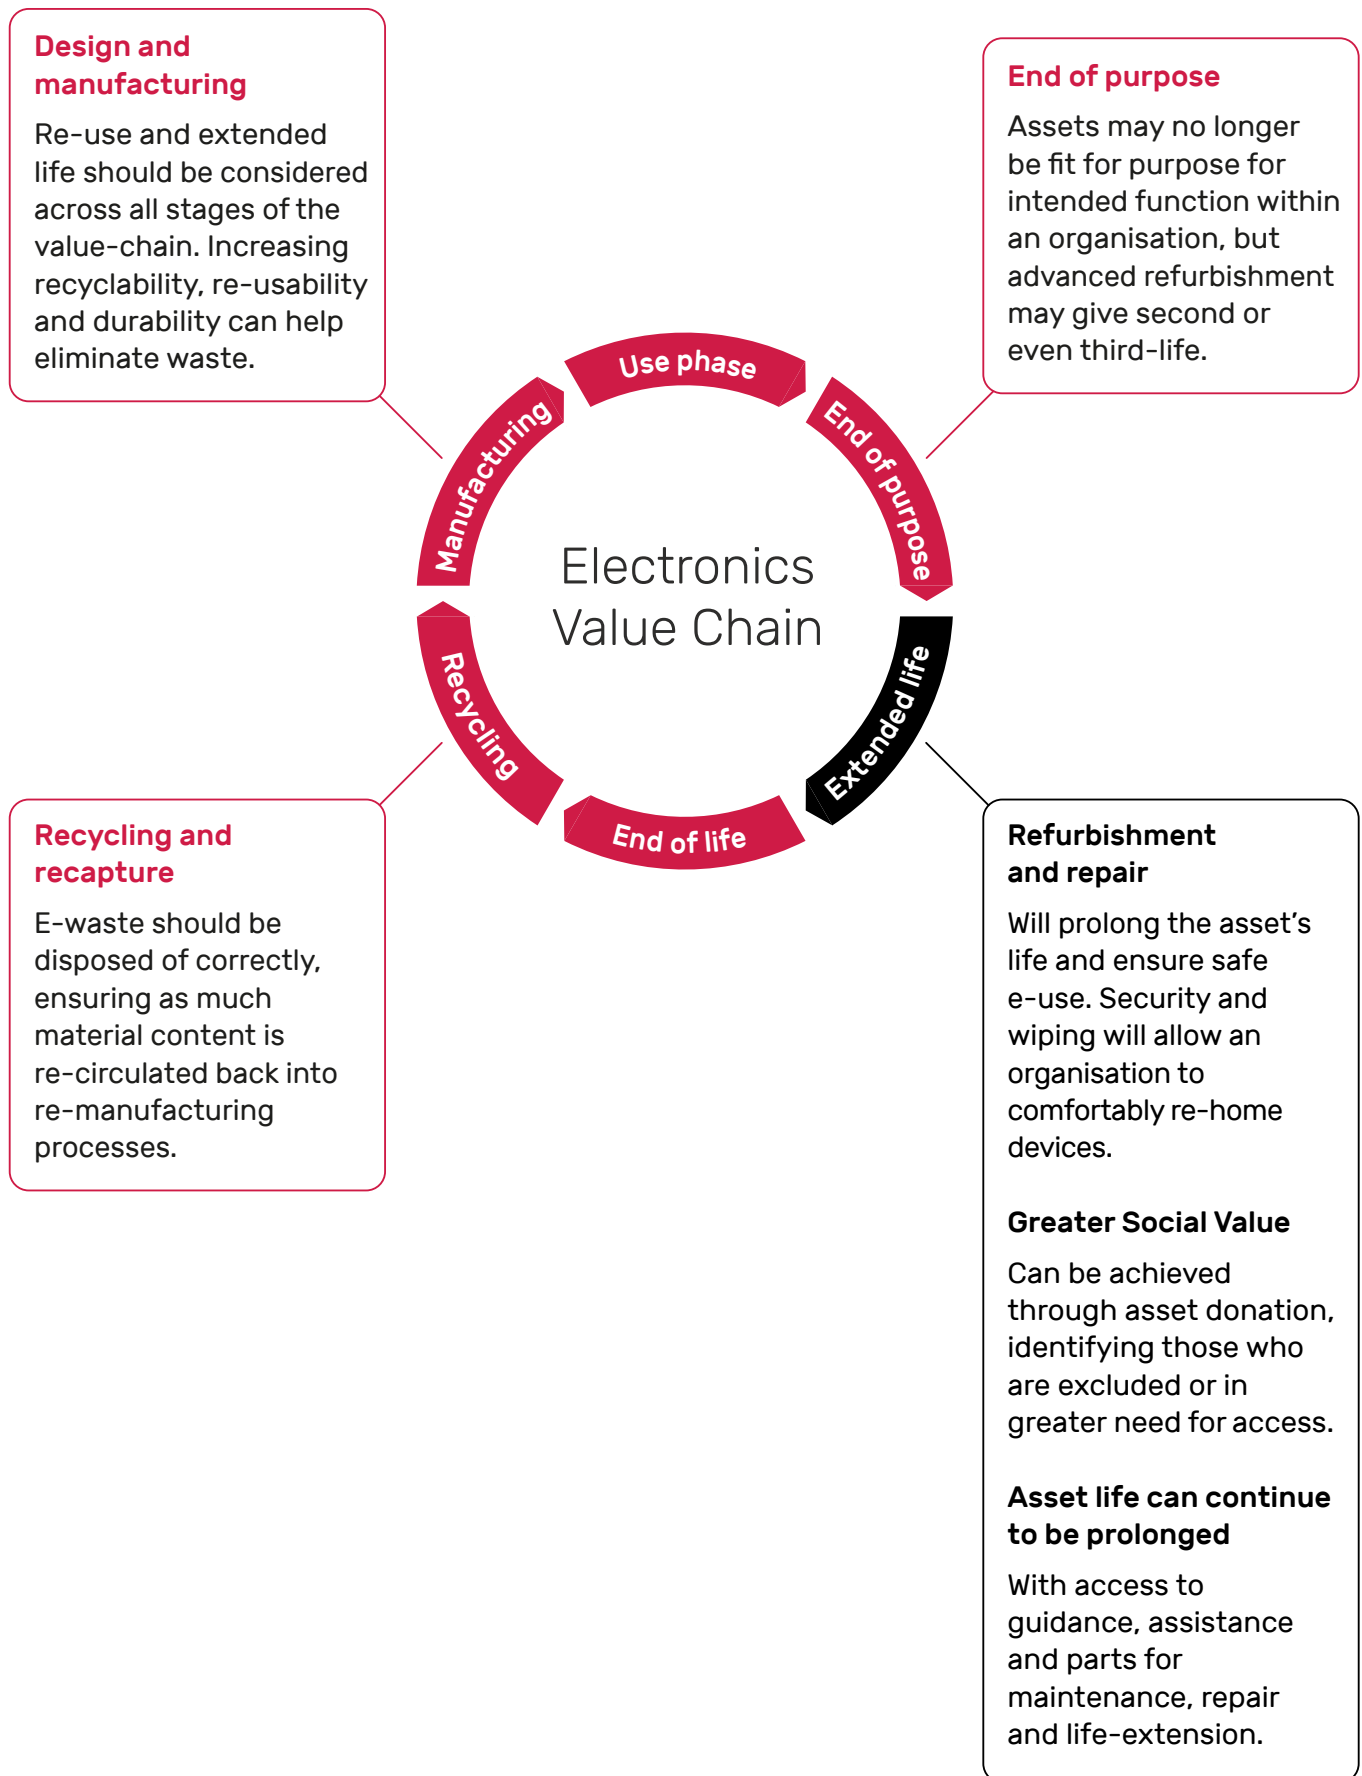 Design and
manufacturing
Re-use and extended
life should be considered
across all stages of the
value-chain. Increasing
recyclability, re-usability
and durability can help
eliminate waste.
End of purpose
Assets may no longer
be fit for purpose for
intended function within
an organisation, but
advanced refurbishment
may give second or
even third-life.
Use phase
End of purpose
Extended life
End of life
Recycling
Manufacturing
Electronics
Value Chain
Recycling and
recapture
E-waste should be
disposed of correctly,
ensuring as much
material content is
re-circulated back into
re-manufacturing
processes.
Refurbishment
and repair
Will prolong the asset’s
life and ensure safe
e-use. Security and
wiping will allow an
organisation to
comfortably re-home
devices.
Greater Social Value
Can be achieved
through asset donation,
identifying those who
are excluded or in
greater need for access.
Asset life can continue
to be prolonged
With access to
guidance, assistance
and parts for
maintenance, repair
and life-extension.